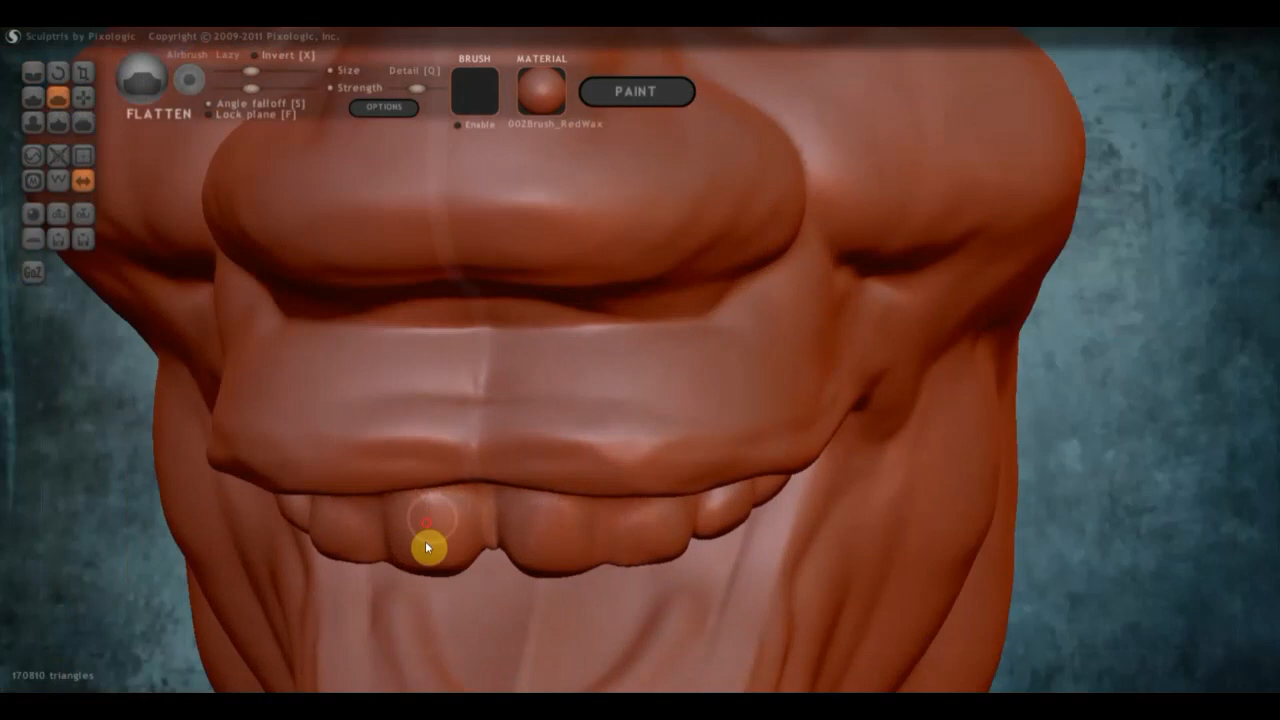 Sculptris by Pixologic Copyright © 2009-2011 Pixologic, Inc.
Airbrush Lazy Invert [X]
BRUSH MATERIAL
Size Detail [Q]
Strength
PAINT
Angle falloff [S]
OPTIONS
FLATTEN Lock plane [F]
Enable 00ZBrush_RedWax
GoZ
170810 triangles